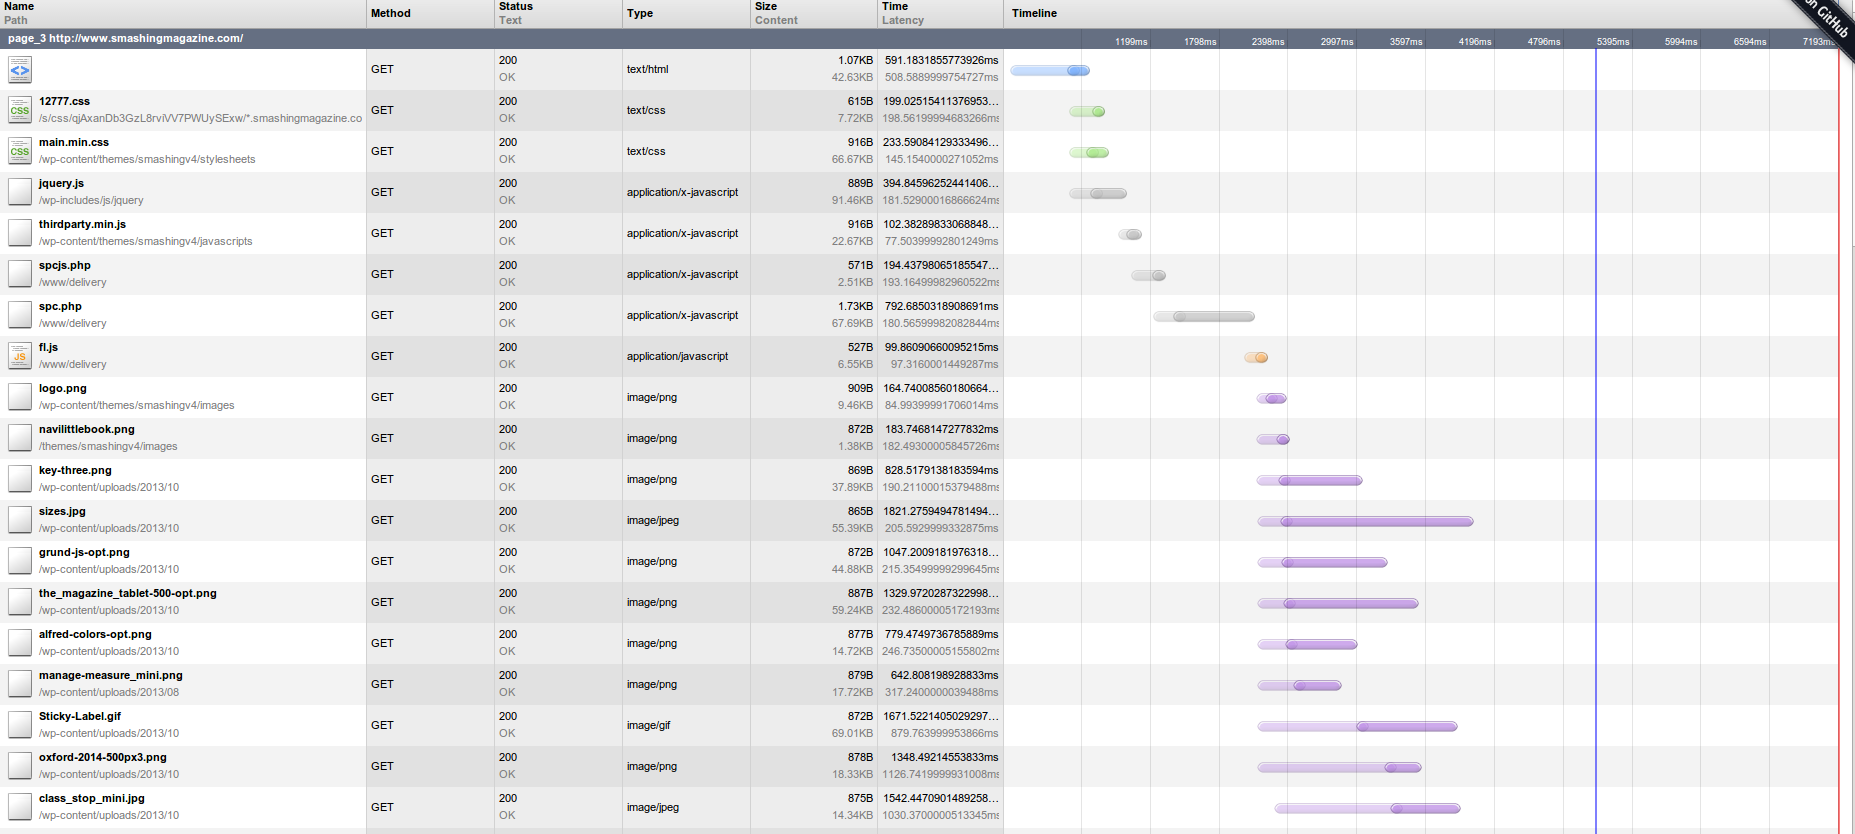 Name Method Status Type Size Time Timeline
Path Text Content Latency
on GitHub
page_3 http://www.smashingmagazine.com/ 1199ms 1798ms 2398ms 2997ms 3597ms 4196ms 4796ms 5395ms 5994ms 6594ms 7193ms
<> GET 200 text/html 1.07KB 591.1831855773926ms
OK 42.63KB 508.5889999754727ms
12777.css GET 200 text/css 615B 199.02515411376953...
CSS /s/css/qjAxanDb3GzL8rviVV7PWUySExw/*.smashingmagazine.co OK 7.72KB 198.56199994683266ms
main.min.css GET 200 text/css 916B 233.59084129333496...
CSS /wp-content/themes/smashingv4/stylesheets OK 66.67KB 145.1540000271052ms
jquery.js GET 200 application/x-javascript 889B 394.84596252441406...
/wp-includes/js/jquery OK 91.46KB 181.52900016866624ms
thirdparty.min.js GET 200 application/x-javascript 916B 102.38289833068848...
/wp-content/themes/smashingv4/javascripts OK 22.67KB 77.50399992801249ms
spcjs.php GET 200 application/x-javascript 571B 194.43798065185547...
/www/delivery OK 2.51KB 193.16499982960522ms
spc.php GET 200 application/x-javascript 1.73KB 792.6850318908691ms
/www/delivery OK 67.69KB 180.56599982082844ms
fl.js GET 200 application/javascript 527B 99.86090660095215ms
JS /www/delivery OK 6.55KB 97.3160001449287ms
logo.png GET 200 image/png 909B 164.74008560180664...
/wp-content/themes/smashingv4/images OK 9.46KB 84.99399991706014ms
navilittlebook.png GET 200 image/png 872B 183.7468147277832ms
/themes/smashingv4/images OK 1.38KB 182.49300005845726ms
key-three.png GET 200 image/png 869B 828.5179138183594ms
/wp-content/uploads/2013/10 OK 37.89KB 190.21100015379488ms
sizes.jpg GET 200 image/jpeg 865B 1821.2759494781494...
/wp-content/uploads/2013/10 OK 55.39KB 205.5929999332875ms
grund-js-opt.png GET 200 image/png 872B 1047.2009181976318...
/wp-content/uploads/2013/10 OK 44.88KB 215.35499999299645ms
the_magazine_tablet-500-opt.png GET 200 image/png 887B 1329.9720287322998...
/wp-content/uploads/2013/10 OK 59.24KB 232.48600005172193ms
alfred-colors-opt.png GET 200 image/png 877B 779.4749736785889ms
/wp-content/uploads/2013/10 OK 14.72KB 246.73500005155802ms
manage-measure_mini.png GET 200 image/png 879B 642.808198928833ms
/wp-content/uploads/2013/08 OK 17.72KB 317.2400000039488ms
Sticky-Label.gif GET 200 image/gif 872B 1671.5221405029297...
/wp-content/uploads/2013/10 OK 69.01KB 879.763999953866ms
oxford-2014-500px3.png GET 200 image/png 878B 1348.49214553833ms
/wp-content/uploads/2013/10 OK 18.33KB 1126.7419999931008ms
class_stop_mini.jpg GET 200 image/jpeg 875B 1542.4470901489258...
/wp-content/uploads/2013/10 OK 14.34KB 1030.3700000513345ms